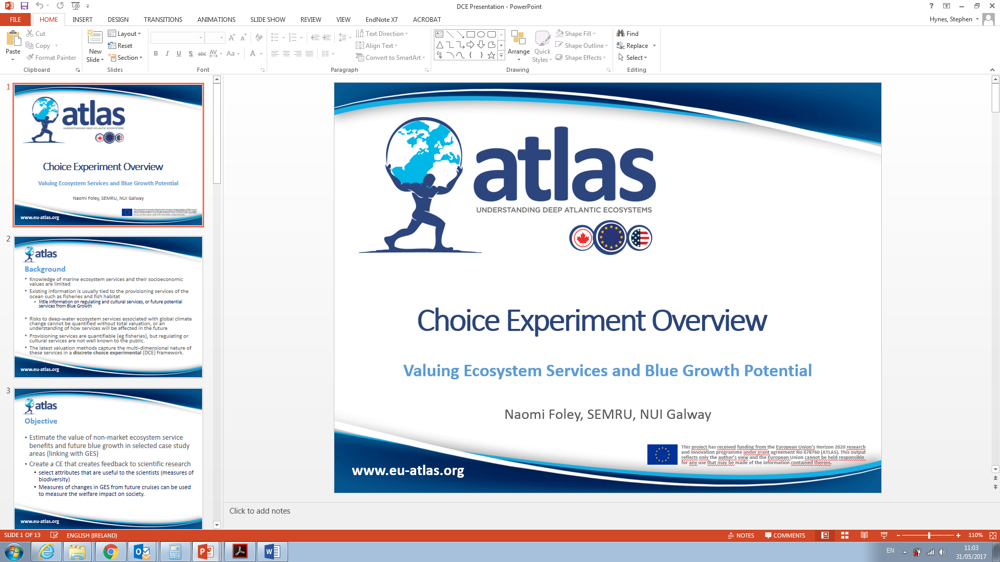 DCE Presentation - PowerPoint
FILE
HOME
INSERT
DESIGN
TRANSITIONS
ANIMATIONS
SLIDE SHOW
REVIEW
VIEW
EndNote X7
ACROBAT
Hynes, Stephen
Paste
Cut
Copy
Format Painter
Clipboard
New
Slide
Layout
Reset
Section
Slides
Font
Text Direction
Align Text
Convert to SmartArt
Paragraph
Arrange
Quick
Styles
Shape Fill
Shape Outline
Shape Effects
Drawing
Find
Replace
Select
Editing
1
atlas
UNDERSTANDING DEEP ATLANTIC ECOSYSTEMS
Choice Experiment Overview
Valuing Ecosystem Services and Blue Growth Potential
Naomi Foley, SEMRU, NUI Galway
www.eu-atlas.org
2
atlas
Background
• Knowledge of marine ecosystem services and their socioeconomic
values are limited
• Existing information is usually tied to the provisioning services of the
ocean such as fisheries and fish habitat
• little information on regulating and cultural services, or future potential
services from Blue Growth
• Risks to deep-water ecosystem services associated with global climate
change cannot be quantified without total valuation, or an
understanding of how services will be affected in the future
• Provisioning services are quantifiable (eg fisheries), but regulating or
cultural services are not well known to the public.
• The latest valuation methods capture the multi-dimensional nature of
these services in a discrete choice experimental (DCE) framework.
www.eu-atlas.org
3
atlas
Objective
• Estimate the value of non-market ecosystem service
benefits and future blue growth in selected case study
areas (linking with GES)
• Create a CE that creates feedback to scientific research
• select attributes that are useful to the scientists (measures of
biodiversity)
• Measures of changes in GES from future cruises can be used
to measure the welfare impact on society.
www.eu-atlas.org
atlas
UNDERSTANDING DEEP ATLANTIC ECOSYSTEMS
Choice Experiment Overview
Valuing Ecosystem Services and Blue Growth Potential
Naomi Foley, SEMRU, NUI Galway
This project has received funding from the European Union's Horizon 2020 research
and innovation programme under grant agreement No 678760 (ATLAS). This output
reflects only the author's view and the European Union cannot be held responsible
for any use that may be made of the information contained therein.
www.eu-atlas.org
Click to add notes
SLIDE 1 OF 13
ENGLISH (IRELAND)
NOTES
COMMENTS
110%
EN
11:03
31/05/2017